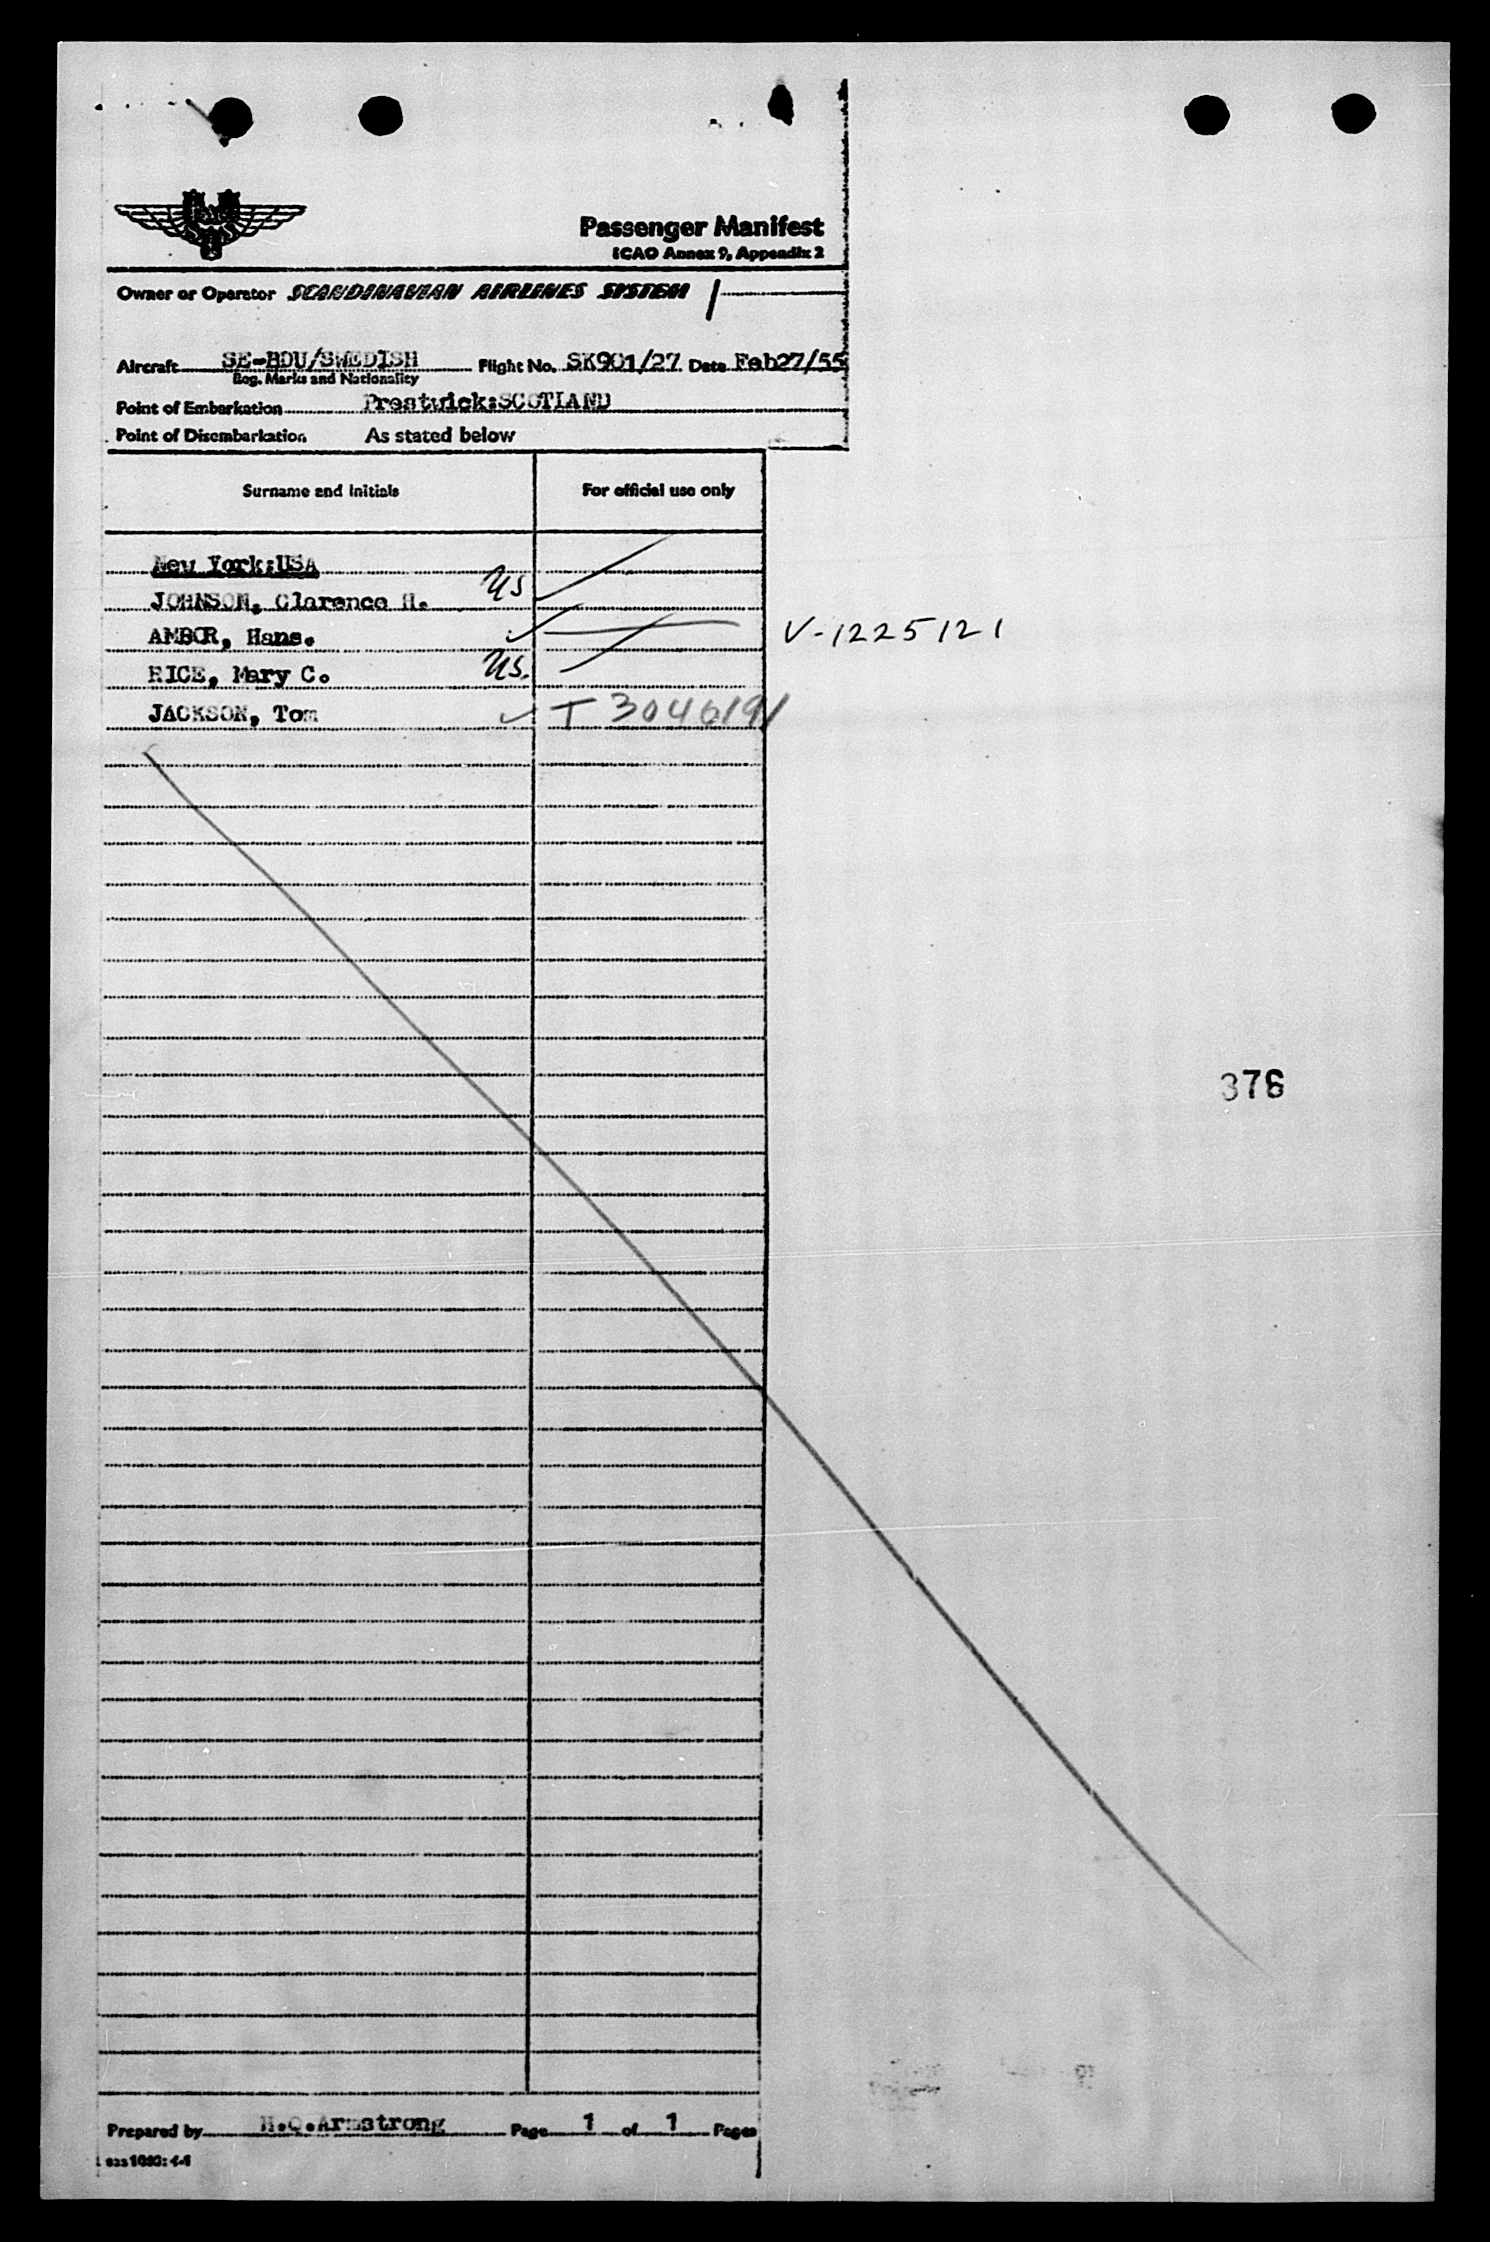 SAS
Passenger Manifest
ICAO Annex 9, Appendix 2
Owner or Operator SCANDINAVIAN AIRLINES SYSTEM /
Aircraft SE-BDU/SWEDISH Flight No. SK901/27 Date Feb27/55
Reg. Marks and Nationality
Point of Embarkation Prestwick:SCOTLAND
Point of Disembarkation As stated below
Surname and Initials For official use only
New York:USA
JOHNSON, Clarence H. US
AMBOR, Hans. V-1225121
RICE, Mary C. US.
JACKSON, Tom T 3046191
376
Prepared by H.Q.Armstrong Page 1 of 1 Pages